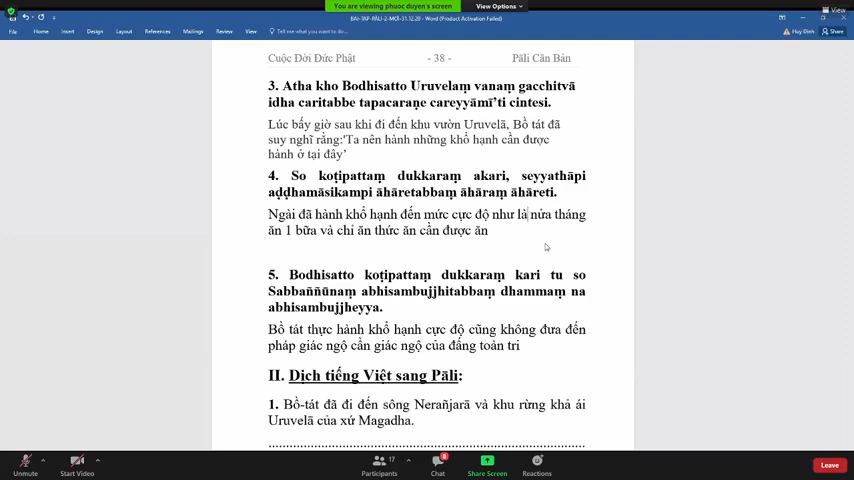 You are viewing phuoc duyen's screen
View Options
View
BAI-TAP-PĀLI-2-MỚI-31.12.20 - Word (Product Activation Failed)
File Home Insert Design Layout References Mailings Review View Tell me what you want to do...
Huy Dinh Share
Cuộc Đời Đức Phật - 38 - Pāli Căn Bản
3. Atha kho Bodhisatto Uruvelaṃ vanaṃ gacchitvā
idha caritabbe tapacaraṇe careyyāmī’ti cintesi.
Lúc bấy giờ sau khi đi đến khu vườn Uruvelā, Bồ tát đã
suy nghĩ rằng:'Ta nên hành những khổ hạnh cần được
hành ở tại đây’
4. So koṭipattaṃ dukkaraṃ akari, seyyathāpi
aḍḍhamāsikampi āhāretabbaṃ āhāraṃ āhāreti.
Ngài đã hành khổ hạnh đến mức cực độ như là nửa tháng
ăn 1 bữa và chỉ ăn thức ăn cần được ăn
5. Bodhisatto koṭipattaṃ dukkaraṃ kari tu so
Sabbaññūnaṃ abhisambujjhitabbaṃ dhammaṃ na
abhisambujjheyya.
Bồ tát thực hành khổ hạnh cực độ cũng không đưa đến
pháp giác ngộ cần giác ngộ của đấng toàn tri
II. Dịch tiếng Việt sang Pāli:
1. Bồ-tát đã đi đến sông Nerañjarā và khu rừng khả ái
Uruvelā của xứ Magadha.
Unmute Start Video Participants 17 Chat 8 Share Screen Reactions Leave